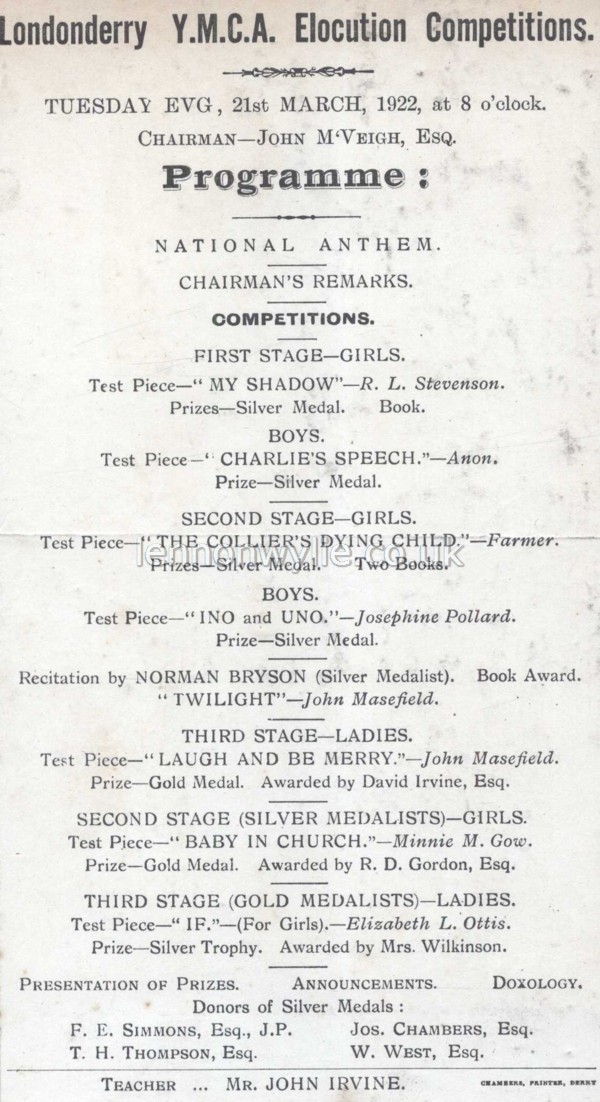 Londonderry Y.M.C.A. Elocution Competitions.
TUESDAY EVG, 21st MARCH, 1922, at 8 o'clock.
CHAIRMAN—JOHN M‘VEIGH, ESQ.
Programme:
NATIONAL ANTHEM.
CHAIRMAN'S REMARKS.
COMPETITIONS.
FIRST STAGE—GIRLS.
Test Piece—“ MY SHADOW”—R. L. Stevenson.
Prizes—Silver Medal. Book.
BOYS.
Test Piece—‘ CHARLIE'S SPEECH.”—Anon.
Prize—Silver Medal.
SECOND STAGE—GIRLS.
Test Piece—“ THE COLLIER'S DYING CHILD.”—Farmer.
lennonwylie.co.uk
Prizes—Silver Medal. Two Books.
BOYS.
Test Piece—“ INO and UNO.”—Josephine Pollard.
Prize—Silver Medal.
Recitation by NORMAN BRYSON (Silver Medalist). Book Award.
“ TWILIGHT”—John Masefield.
THIRD STAGE—LADIES.
Test Piece—“ LAUGH AND BE MERRY.”—John Masefield.
Prize—Gold Medal. Awarded by David Irvine, Esq.
SECOND STAGE (SILVER MEDALISTS)—GIRLS.
Test Piece—“ BABY IN CHURCH.”—Minnie M. Gow.
Prize—Gold Medal. Awarded by R. D. Gordon, Esq.
THIRD STAGE (GOLD MEDALISTS)—LADIES.
Test Piece—“ IF.”—(For Girls).—Elizabeth L. Ottis.
Prize—Silver Trophy. Awarded by Mrs. Wilkinson.
PRESENTATION OF PRIZES. ANNOUNCEMENTS. DOXOLOGY.
Donors of Silver Medals :
F. E. SIMMONS, Esq., J.P. JOS. CHAMBERS, Esq.
T. H. THOMPSON, Esq. W. WEST, Esq.
TEACHER ... MR. JOHN IRVINE.
CHAMBERS, PRINTER, DERRY